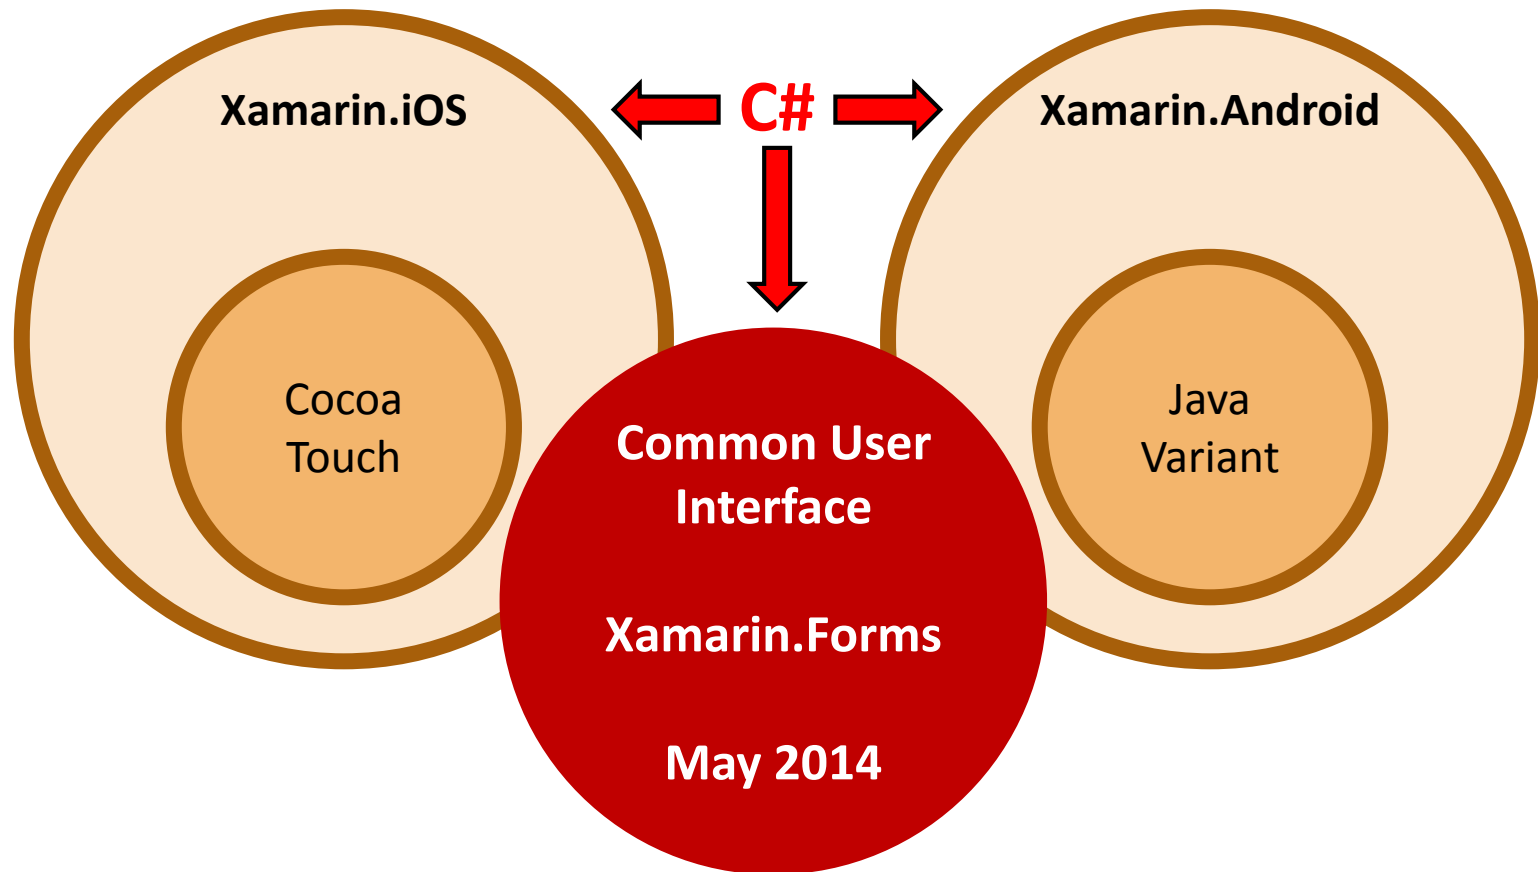 Xamarin.iOS
C#
Xamarin.Android
Cocoa
Touch
Common User
Interface
Xamarin.Forms
May 2014
Java
Variant